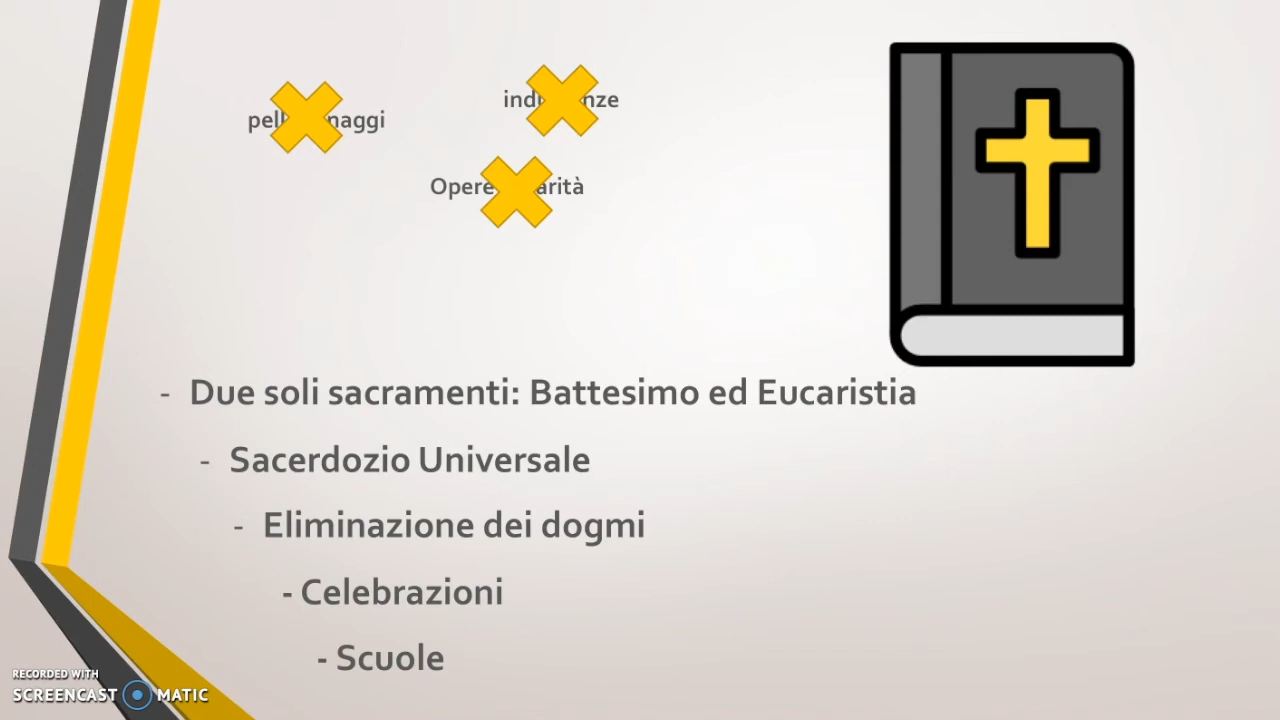 Opere
- Due soli sacramenti: Battesimo ed Eucaristia
- Sacerdozio Universale
- Eliminazione dei dogmi
- Celebrazioni
- Scuole
RECORDED WITH
SCREENCAST MATIC